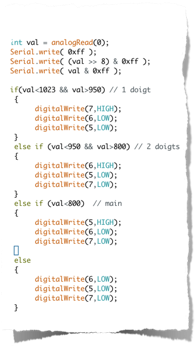 int val = analogRead(0);
Serial.write( 0xff );
Serial.write( (val >> 8) & 0xff );
Serial.write( val & 0xff );
if(val<1023 && val>950) // 1 doigt
{
digitalWrite(7,HIGH);
digitalWrite(6,LOW);
digitalWrite(5,LOW);
}
else if (val<950 && val>800) // 2 doigts
{
digitalWrite(6,HIGH);
digitalWrite(5,LOW);
digitalWrite(7,LOW);
}
else if (val<800) // main
{
digitalWrite(5,HIGH);
digitalWrite(6,LOW);
digitalWrite(7,LOW);
}
else
{
digitalWrite(6,LOW);
digitalWrite(5,LOW);
digitalWrite(7,LOW);
}